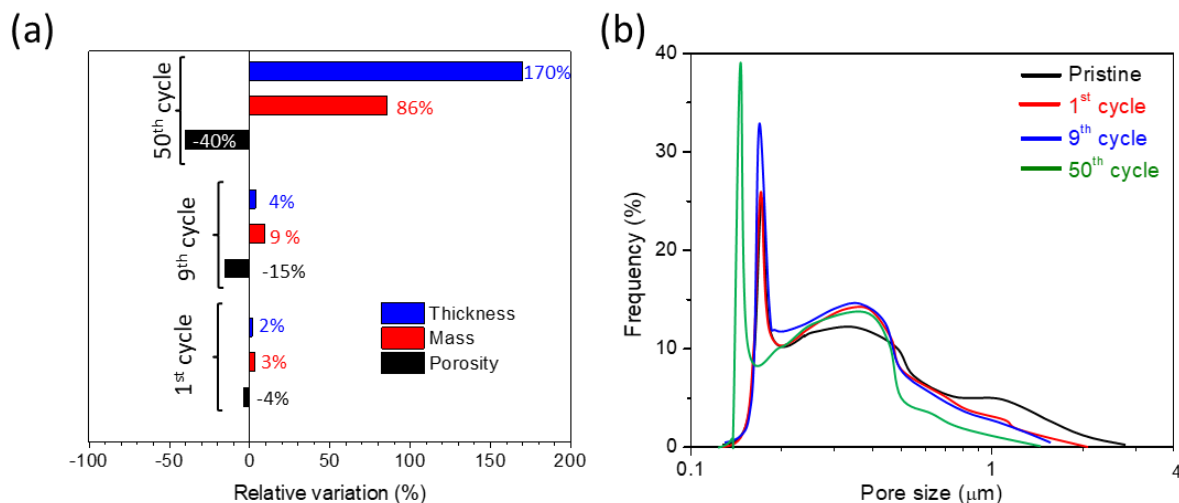 (a)
50th cycle
170%
86%
-40%
9th cycle
4%
9 %
-15%
1st cycle
2%
3%
-4%
Thickness
Mass
Porosity
-100 -50 0 50 100 150 200
Relative variation (%)
(b)
Frequency (%)
40
30
20
10
0
Pristine
1st cycle
9th cycle
50th cycle
0.1 1 4
Pore size (μm)